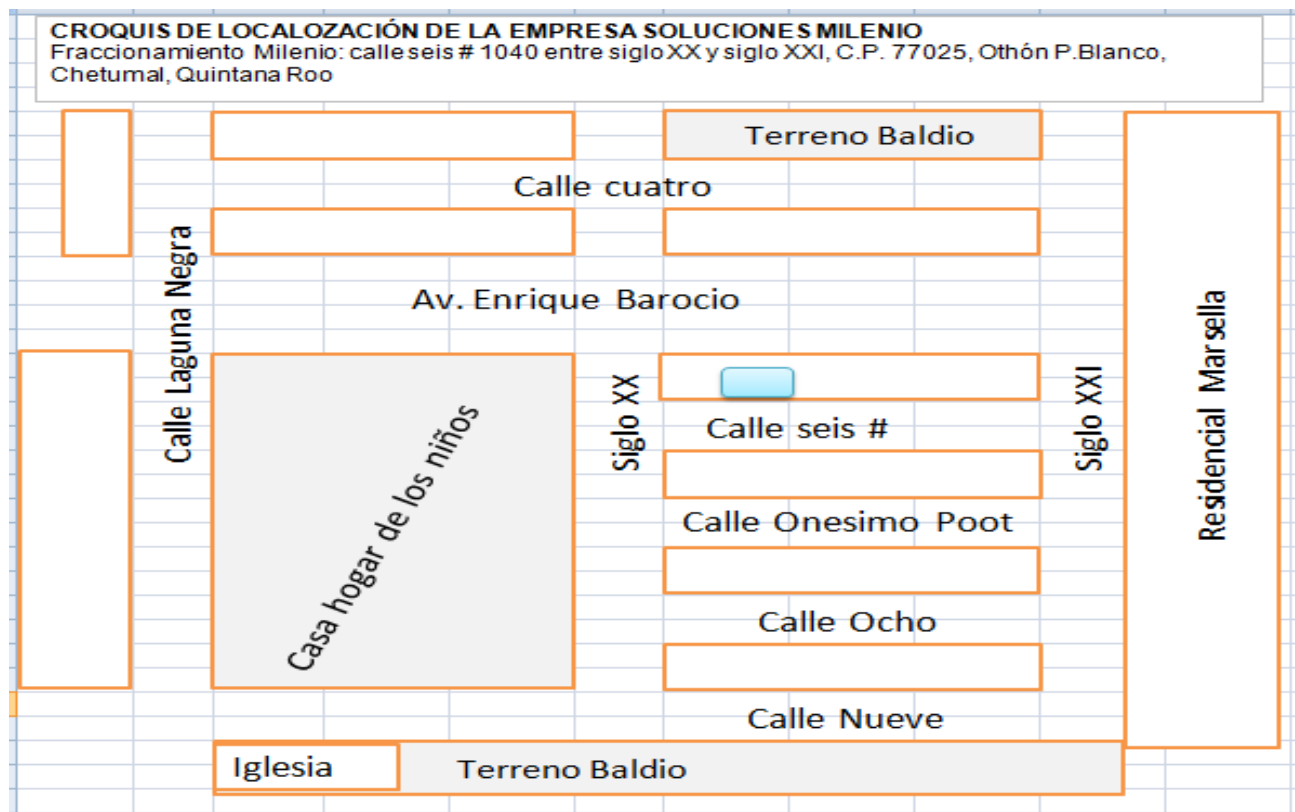 CROQUIS DE LOCALOZACIÓN DE LA EMPRESA SOLUCIONES MILENIO
Fraccionamiento Milenio: calle seis # 1040 entre siglo XX y siglo XXI, C.P. 77025, Othón P.Blanco,
Chetumal, Quintana Roo
Terreno Baldio
Calle cuatro
Calle Laguna Negra
Av. Enrique Barocio
Siglo XX
Siglo XXI
Residencial Marsella
Calle seis #
Casa hogar de los niños
Calle Onesimo Poot
Calle Ocho
Calle Nueve
Iglesia
Terreno Baldio